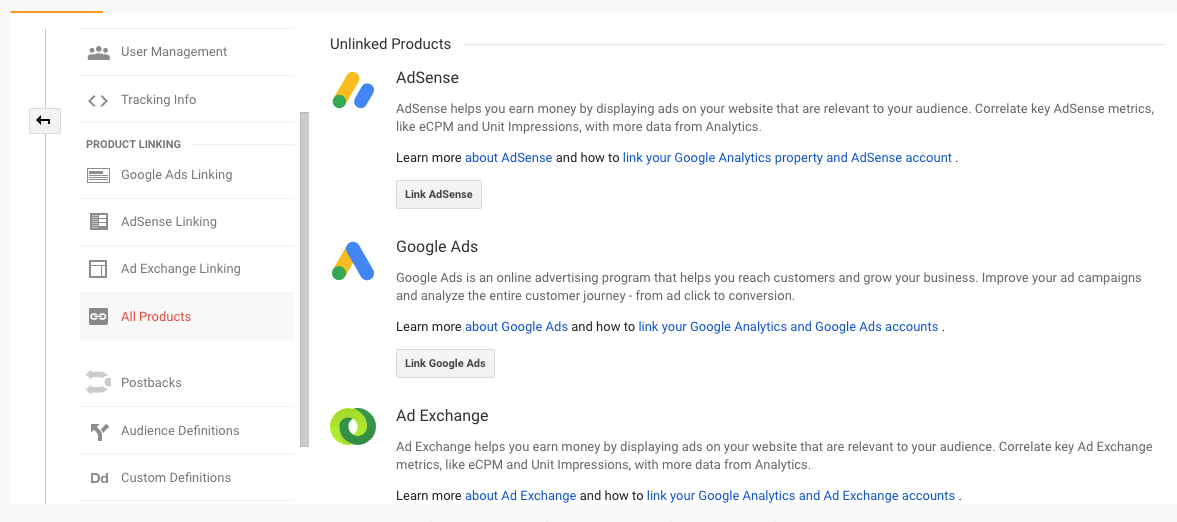 User Management
Tracking Info
PRODUCT LINKING
Google Ads Linking
AdSense Linking
Ad Exchange Linking
All Products
Postbacks
Audience Definitions
Dd Custom Definitions
Unlinked Products
AdSense
AdSense helps you earn money by displaying ads on your website that are relevant to your audience. Correlate key AdSense metrics,
like eCPM and Unit Impressions, with more data from Analytics.
Learn more about AdSense and how to link your Google Analytics property and AdSense account .
Link AdSense
Google Ads
Google Ads is an online advertising program that helps you reach customers and grow your business. Improve your ad campaigns
and analyze the entire customer journey - from ad click to conversion.
Learn more about Google Ads and how to link your Google Analytics and Google Ads accounts .
Link Google Ads
Ad Exchange
Ad Exchange helps you earn money by displaying ads on your website that are relevant to your audience. Correlate key Ad Exchange
metrics, like eCPM and Unit Impressions, with more data from Analytics.
Learn more about Ad Exchange and how to link your Google Analytics and Ad Exchange accounts .